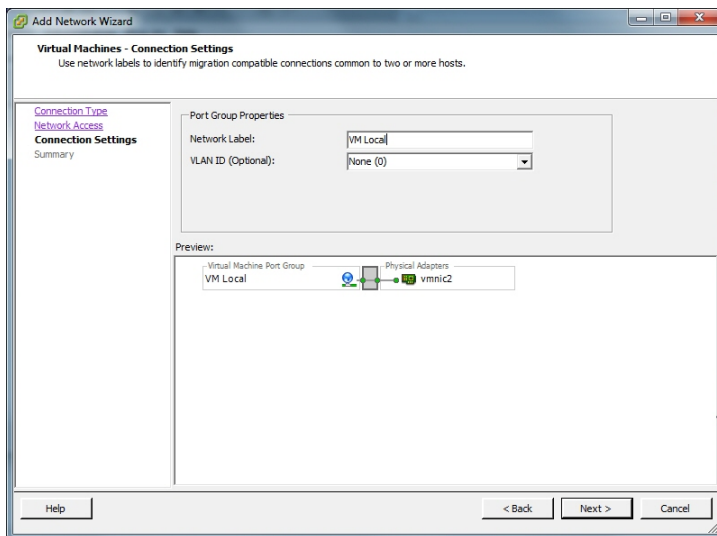 Add Network Wizard
Virtual Machines - Connection Settings
Use network labels to identify migration compatible connections common to two or more hosts.
Connection Type
Network Access
Connection Settings
Summary
Port Group Properties
Network Label:
VM Local
VLAN ID (Optional):
None (0)
Preview:
Virtual Machine Port Group
Physical Adapters
VM Local
vmnic2
Help
< Back
Next >
Cancel